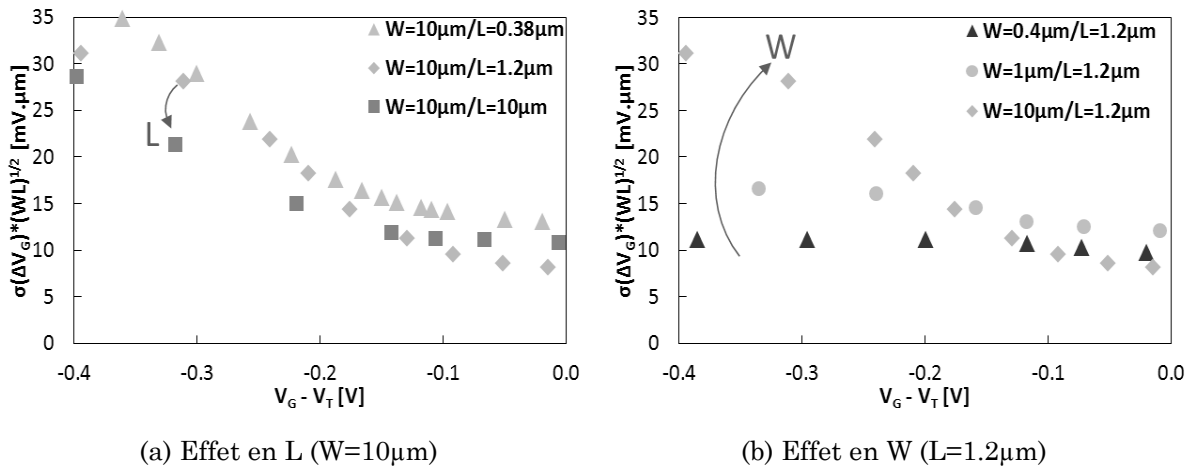 35
30
25
20
15
10
5
0
σ(ΔV_G)*(WL)^1/2 [mV.µm]
W=10µm/L=0.38µm
W=10µm/L=1.2µm
W=10µm/L=10µm
L
-0.4
-0.3
-0.2
-0.1
0.0
V_G - V_T [V]
(a) Effet en L (W=10µm)
35
30
25
20
15
10
5
0
σ(ΔV_G)*(WL)^1/2 [mV.µm]
W=0.4µm/L=1.2µm
W=1µm/L=1.2µm
W=10µm/L=1.2µm
W
-0.4
-0.3
-0.2
-0.1
0.0
V_G - V_T [V]
(b) Effet en W (L=1.2µm)